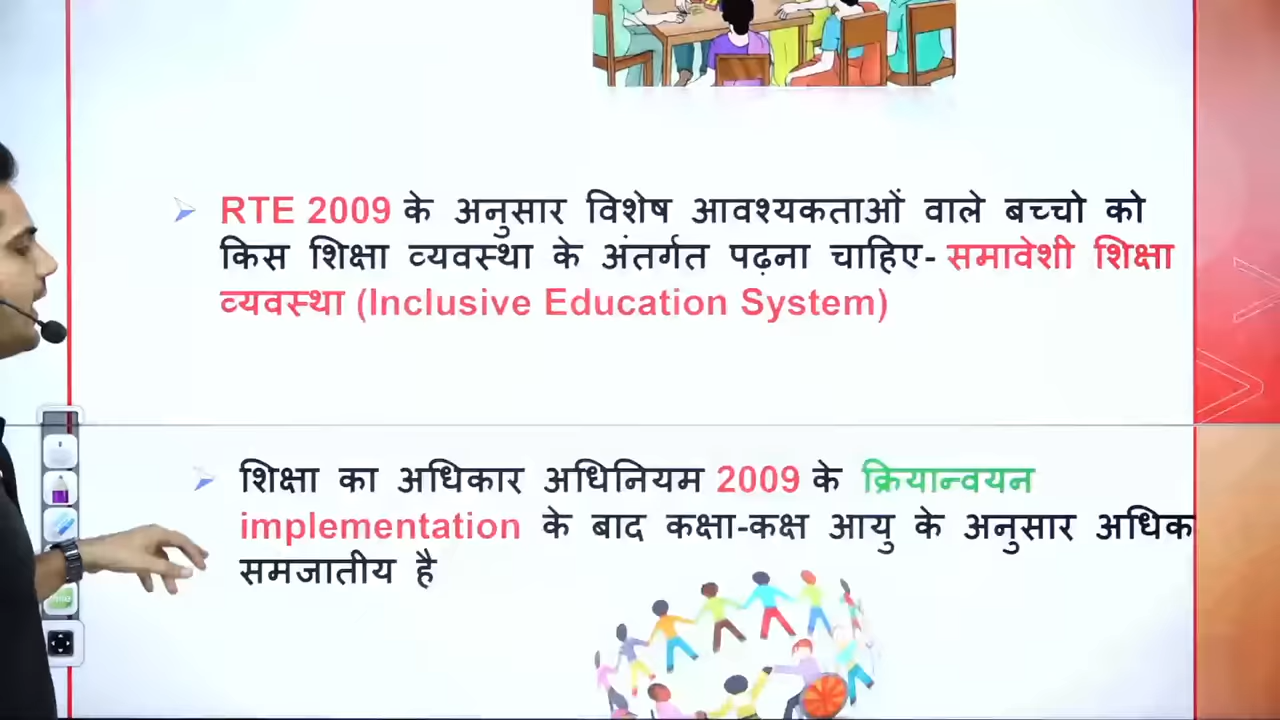 RTE 2009 के अनुसार विशेष आवश्यकताओं वाले बच्चो को
किस शिक्षा व्यवस्था के अंतर्गत पढ़ना चाहिए- समावेशी शिक्षा
व्यवस्था (Inclusive Education System)
शिक्षा का अधिकार अधिनियम 2009 के क्रियान्वयन
implementation के बाद कक्षा-कक्ष आयु के अनुसार अधिक
समजातीय है